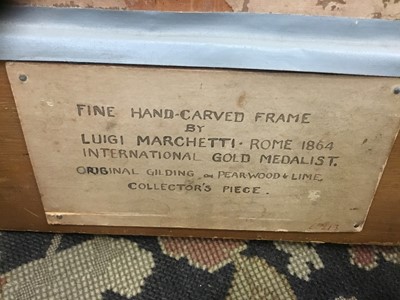 FINE HAND-CARVED FRAME
BY
LUIGI MARCHETTI · ROME 1864
INTERNATIONAL GOLD MEDALIST.
ORIGINAL GILDING ON PEARWOOD & LIME.
COLLECTOR'S PIECE.